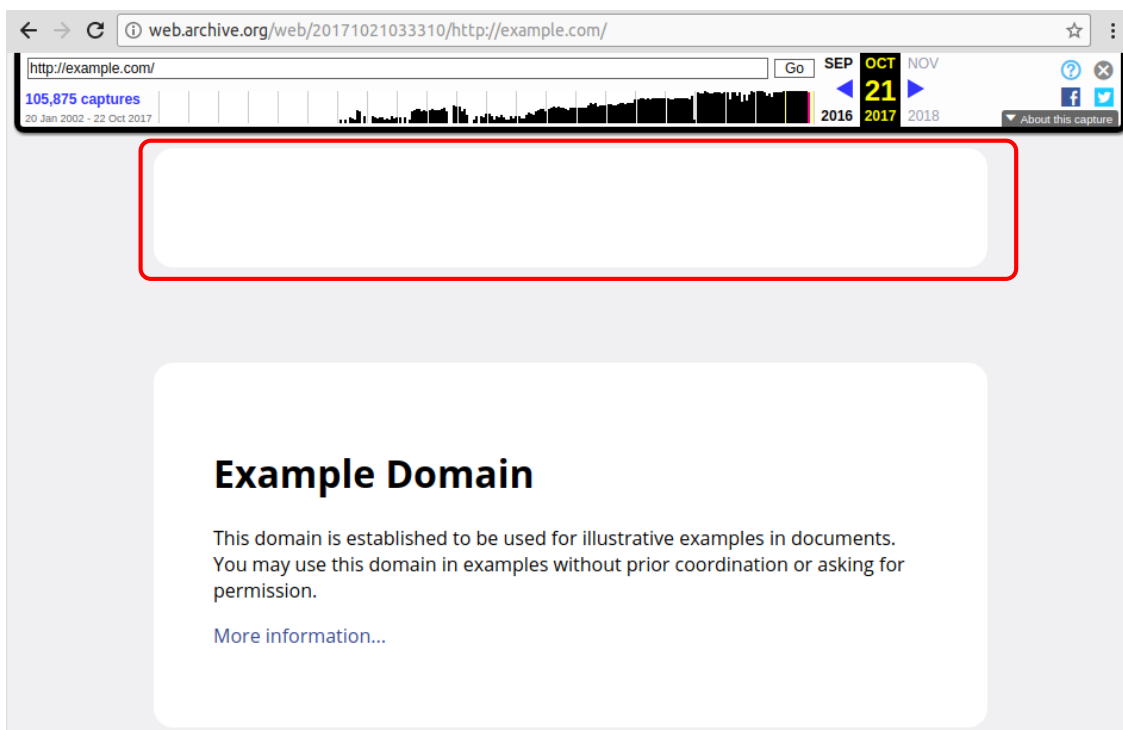 web.archive.org/web/20171021033310/http://example.com/
http://example.com/ Go SEP OCT NOV
105,875 captures 21
20 Jan 2002 - 22 Oct 2017 2016 2017 2018 About this capture
Example Domain
This domain is established to be used for illustrative examples in documents.
You may use this domain in examples without prior coordination or asking for
permission.
More information...